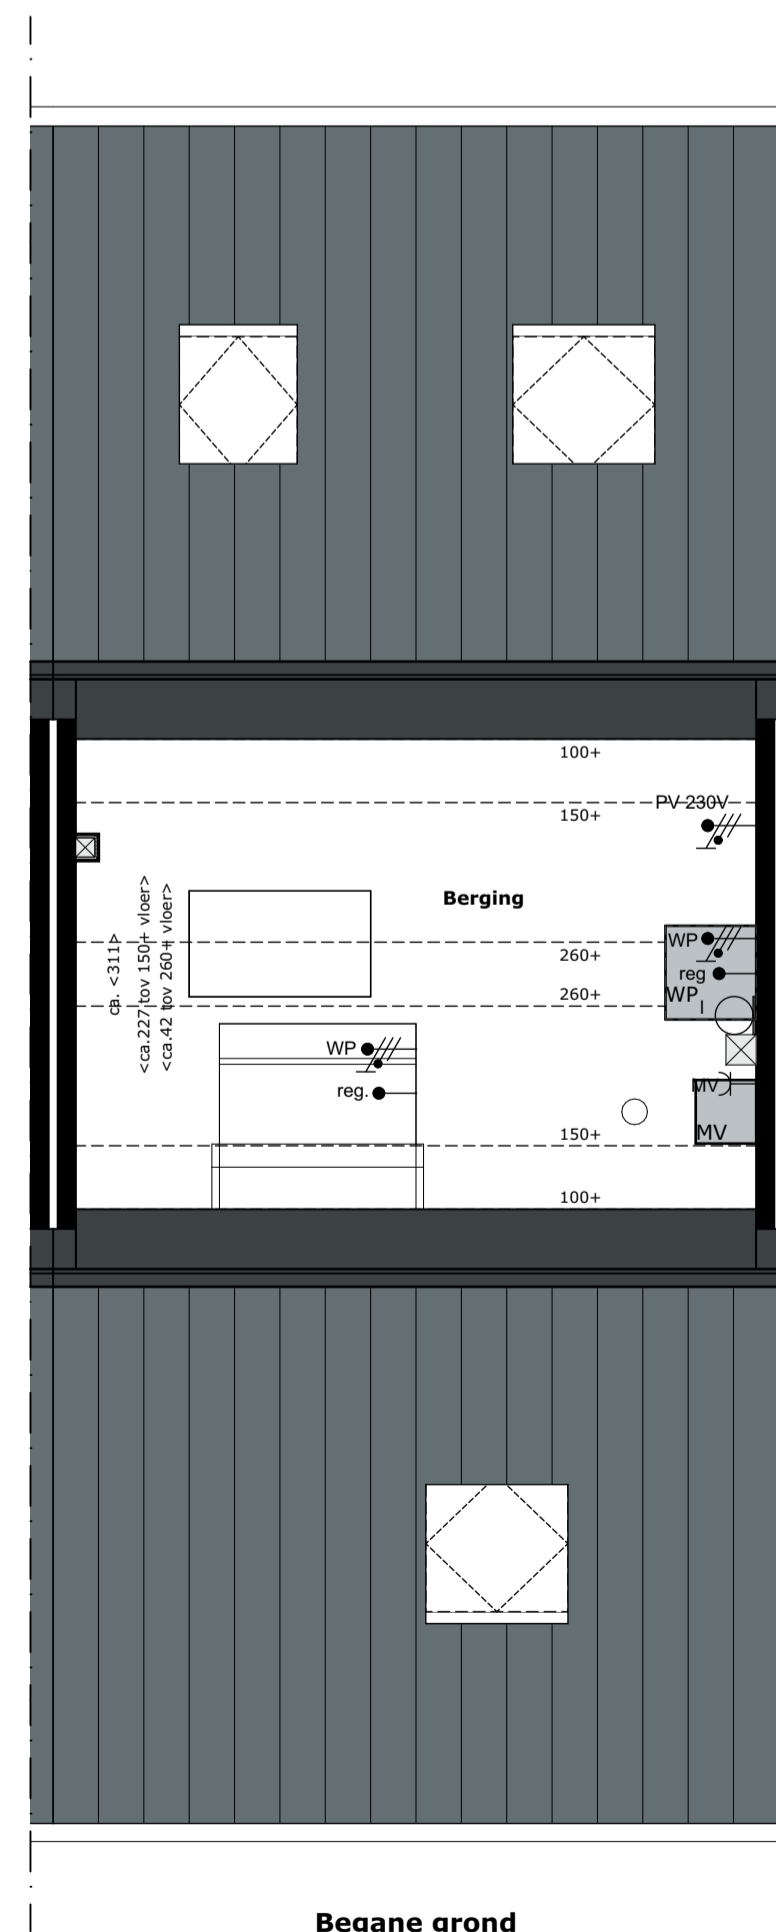 100+
PV 230V
150+
Berging
ca. <311>
<ca.227 tov 150+ vloer>
<ca.42 tov 260+ vloer>
WP
260+
reg
260+
WP
WP
reg.
MV
MV
150+
100+
Begane grond